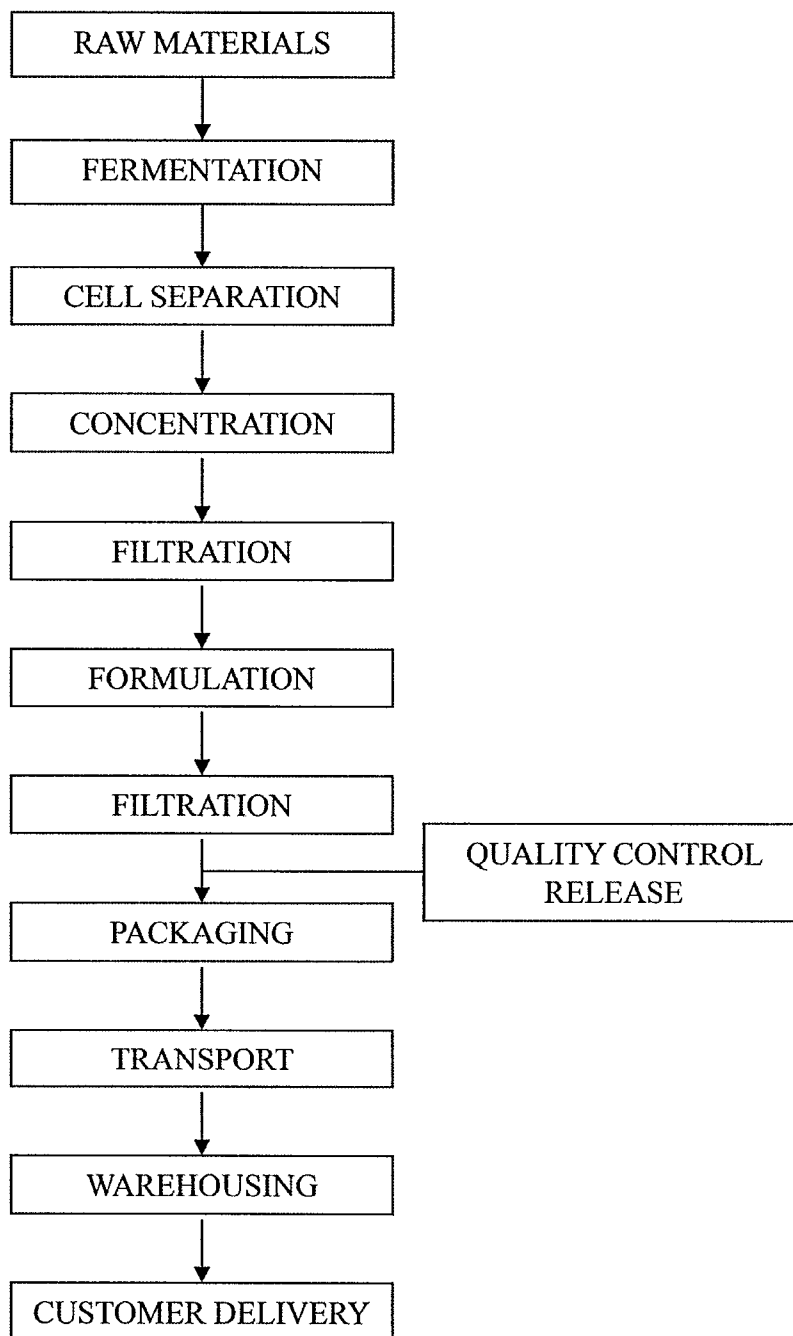 RAW MATERIALS
FERMENTATION
CELL SEPARATION
CONCENTRATION
FILTRATION
FORMULATION
FILTRATION
QUALITY CONTROL
RELEASE
PACKAGING
TRANSPORT
WAREHOUSING
CUSTOMER DELIVERY